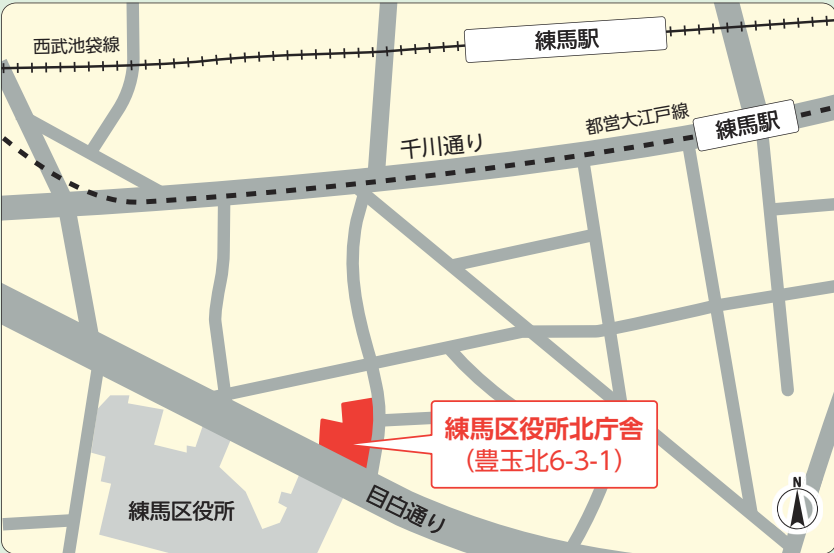 西武池袋線
練馬駅
都営大江戸線
練馬駅
千川通り
練馬区役所北庁舎
(豊玉北6-3-1)
練馬区役所
目白通り
N